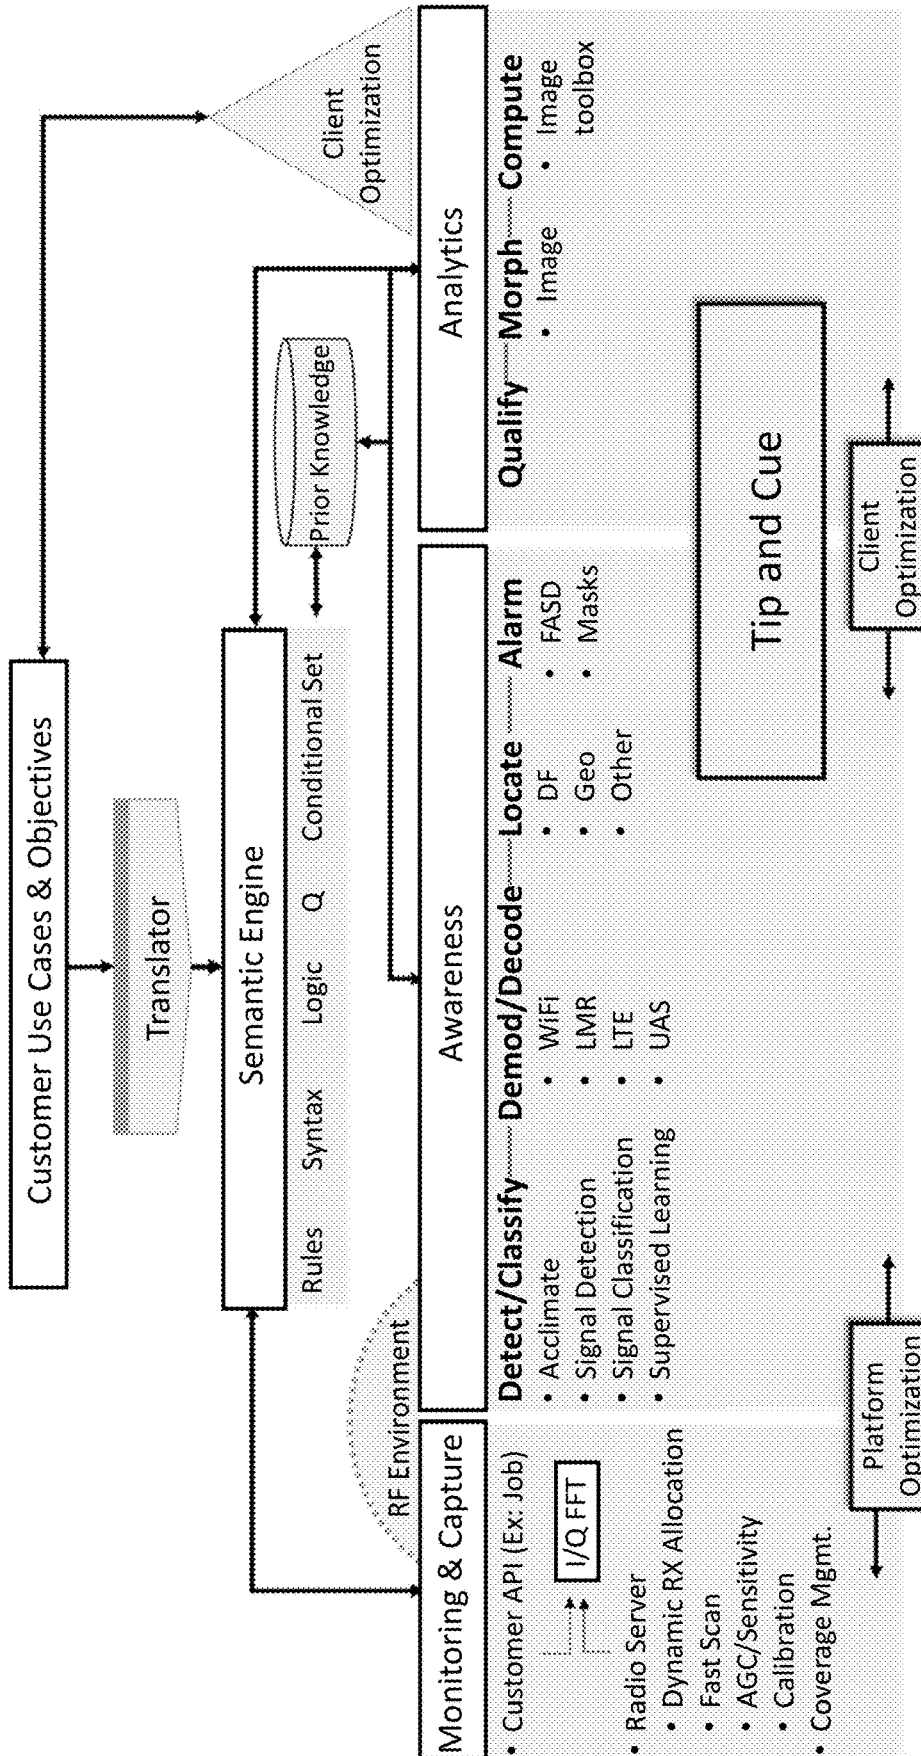 Customer Use Cases & Objectives
Translator
Semantic Engine
Rules Syntax Logic Q Conditional Set
Prior Knowledge
Client
Optimization
RF Environment
Monitoring & Capture
Awareness
Analytics
• Customer API (Ex: Job)
I/Q FFT
• Radio Server
• Dynamic RX Allocation
• Fast Scan
• AGC/Sensitivity
• Calibration
• Coverage Mgmt.
Detect/Classify Demod/Decode Locate Alarm
• Acclimate
• Signal Detection
• Signal Classification
• Supervised Learning
• WiFi
• LMR
• LTE
• UAS
• DF
• Geo
• Other
• FASD
• Masks
Qualify Morph Compute
• Image
• Image
toolbox
Tip and Cue
Platform
Optimization
Client
Optimization